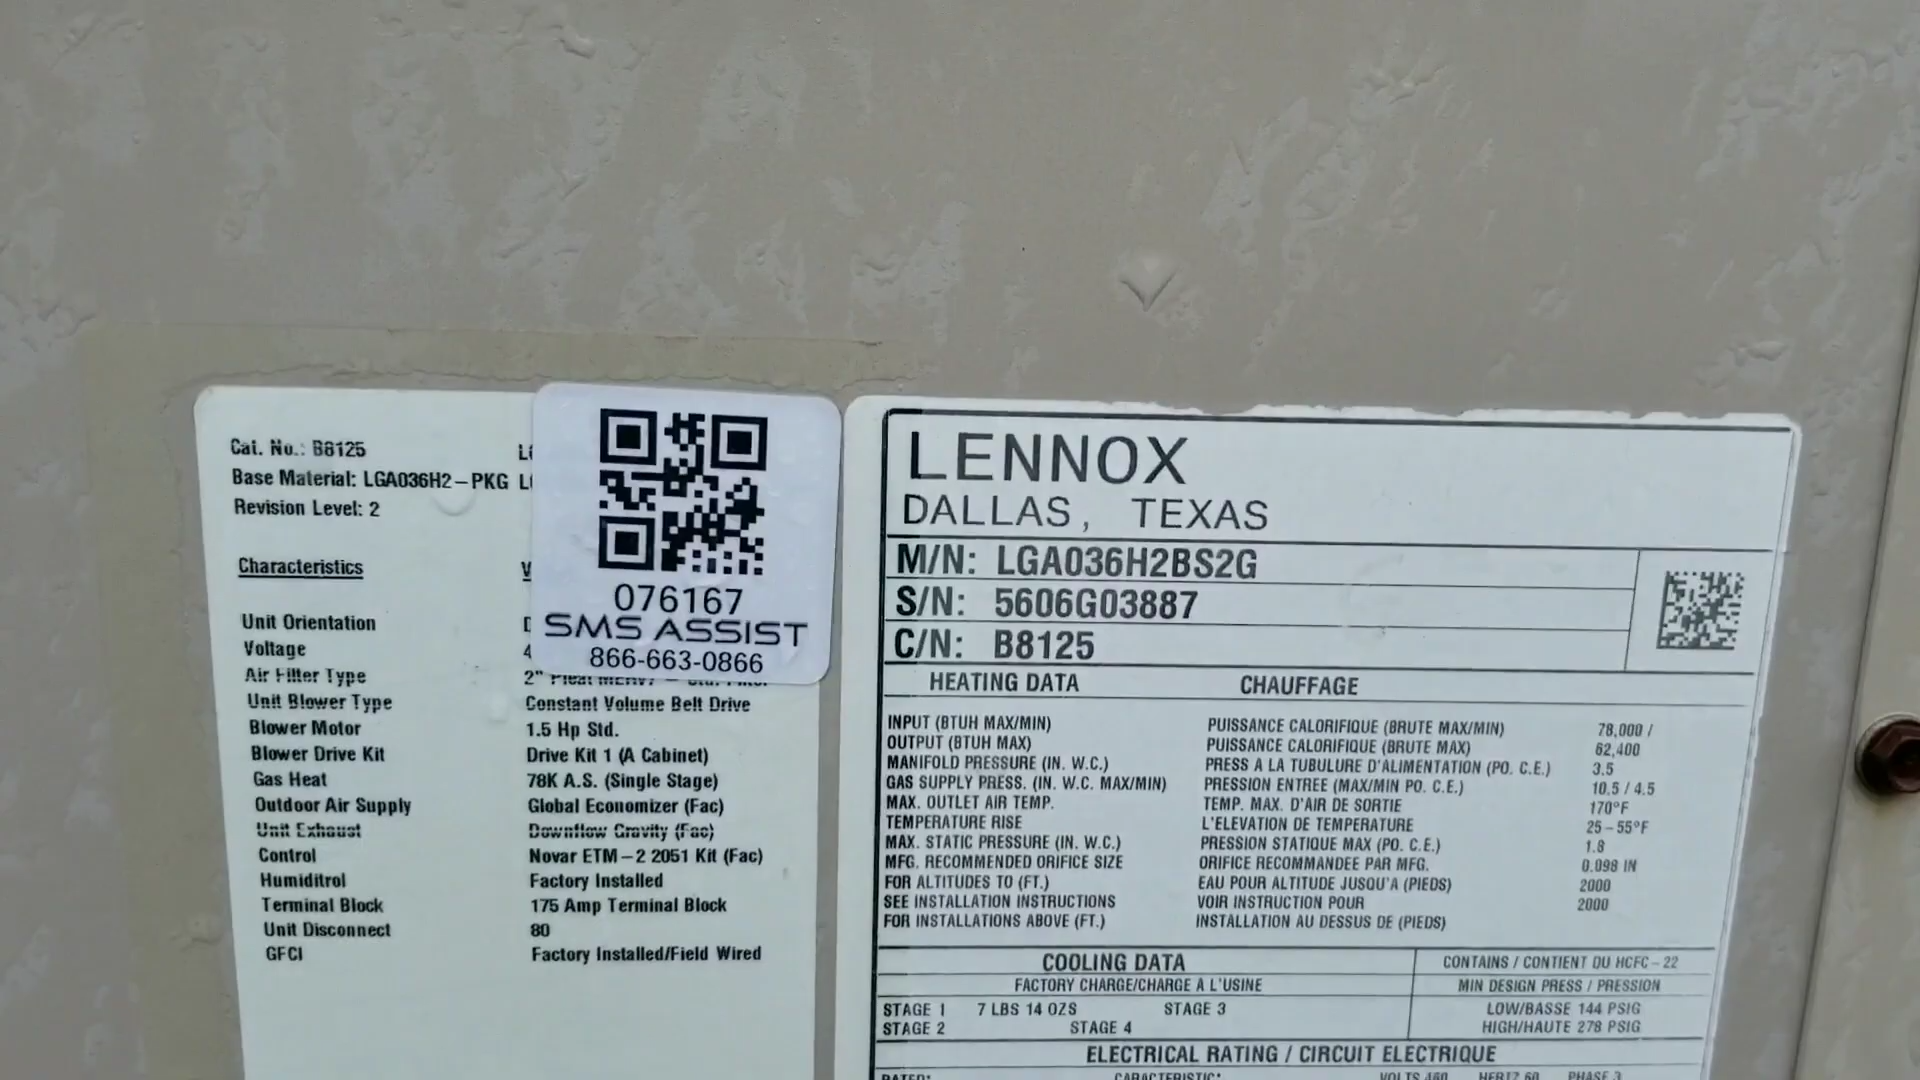 Cat. No.: B8125
Base Material: LGA036H2-PKG
Revision Level: 2
Characteristics
Unit Orientation
Voltage 4
Air Filter Type 2" Pleat MERV7 -
Unit Blower Type Constant Volume Belt Drive
Blower Motor 1.5 Hp Std.
Blower Drive Kit Drive Kit 1 (A Cabinet)
Gas Heat 78K A.S. (Single Stage)
Outdoor Air Supply Global Economizer (Fac)
Unit Exhaust Downflow Gravity (Fac)
Control Novar ETM-2 2051 Kit (Fac)
Humiditrol Factory Installed
Terminal Block 175 Amp Terminal Block
Unit Disconnect 80
GFCI Factory Installed/Field Wired
076167
SMS ASSIST
866-663-0866
LENNOX
DALLAS, TEXAS
M/N: LGA036H2BS2G
S/N: 5606G03887
C/N: B8125
HEATING DATA CHAUFFAGE
INPUT (BTUH MAX/MIN) PUISSANCE CALORIFIQUE (BRUTE MAX/MIN) 78,000 /
OUTPUT (BTUH MAX) PUISSANCE CALORIFIQUE (BRUTE MAX) 62,400
MANIFOLD PRESSURE (IN. W.C.) PRESS A LA TUBULURE D'ALIMENTATION (PO. C.E.) 3.5
GAS SUPPLY PRESS. (IN. W.C. MAX/MIN) PRESSION ENTREE (MAX/MIN PO. C.E.) 10.5 / 4.5
MAX. OUTLET AIR TEMP. TEMP. MAX. D'AIR DE SORTIE 170°F
TEMPERATURE RISE L'ELEVATION DE TEMPERATURE 25-55°F
MAX. STATIC PRESSURE (IN. W.C.) PRESSION STATIQUE MAX (PO. C.E.) 1.8
MFG. RECOMMENDED ORIFICE SIZE ORIFICE RECOMMANDEE PAR MFG. 0.098 IN
FOR ALTITUDES TO (FT.) EAU POUR ALTITUDE JUSQU'A (PIEDS) 2000
SEE INSTALLATION INSTRUCTIONS VOIR INSTRUCTION POUR 2000
FOR INSTALLATIONS ABOVE (FT.) INSTALLATION AU DESSUS DE (PIEDS)
COOLING DATA
FACTORY CHARGE/CHARGE A L'USINE
STAGE 1 7 LBS 14 OZS STAGE 3
STAGE 2 STAGE 4
CONTAINS / CONTIENT DU HCFC-22
MIN DESIGN PRESS / PRESSION
LOW/BASSE 144 PSIG
HIGH/HAUTE 278 PSIG
ELECTRICAL RATING / CIRCUIT ELECTRIQUE
RATED: CARACTERISTIC: VOLTS 460 HERTZ 60 PHASE 3